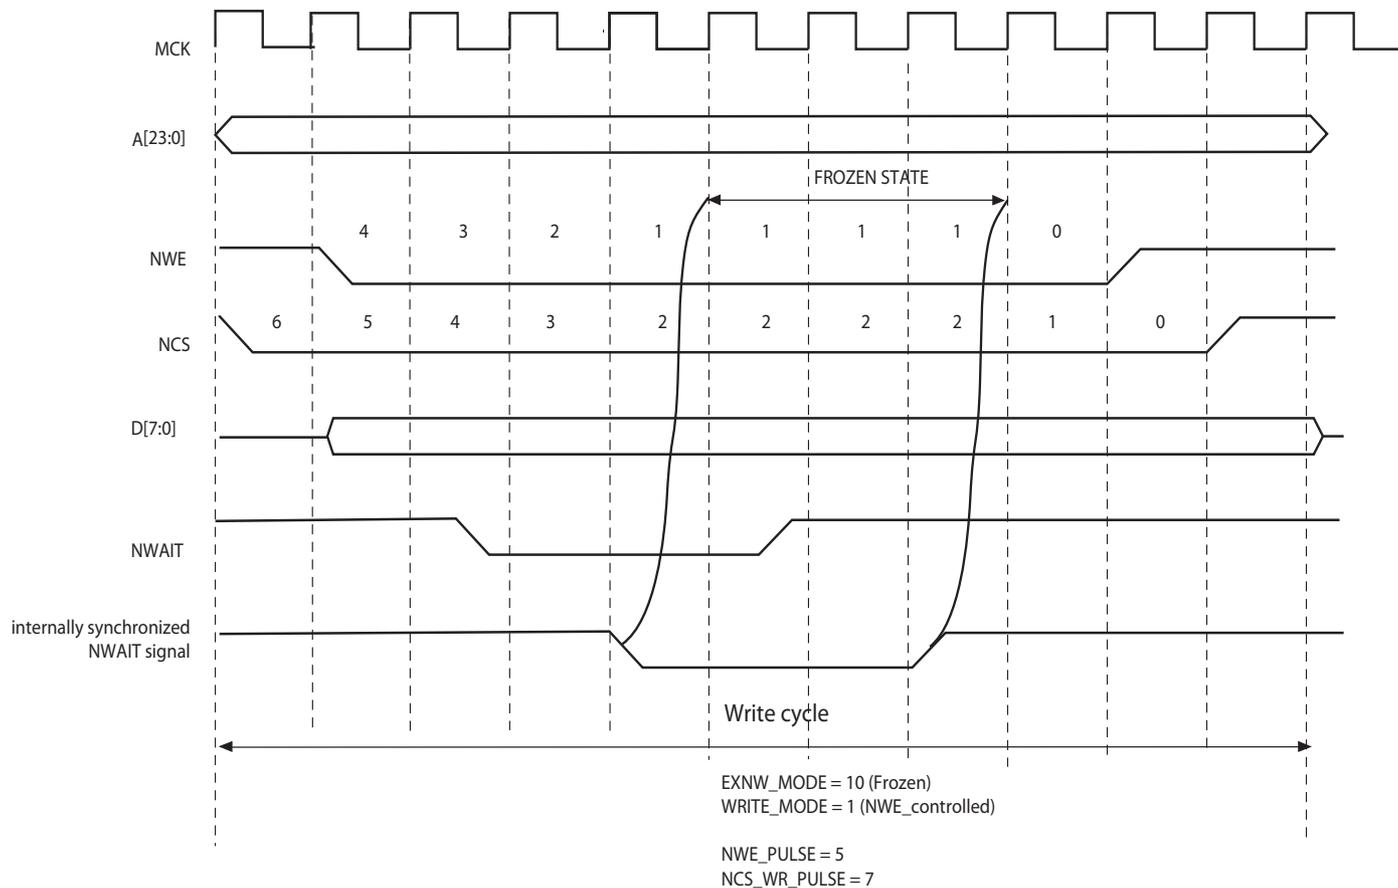 MCK
A[23:0]
FROZEN STATE
4 3 2 1 1 1 1 0
NWE
6 5 4 3 2 2 2 2 1 0
NCS
D[7:0]
NWAIT
internally synchronized
NWAIT signal
Write cycle
EXNW_MODE = 10 (Frozen)
WRITE_MODE = 1 (NWE_controlled)
NWE_PULSE = 5
NCS_WR_PULSE = 7